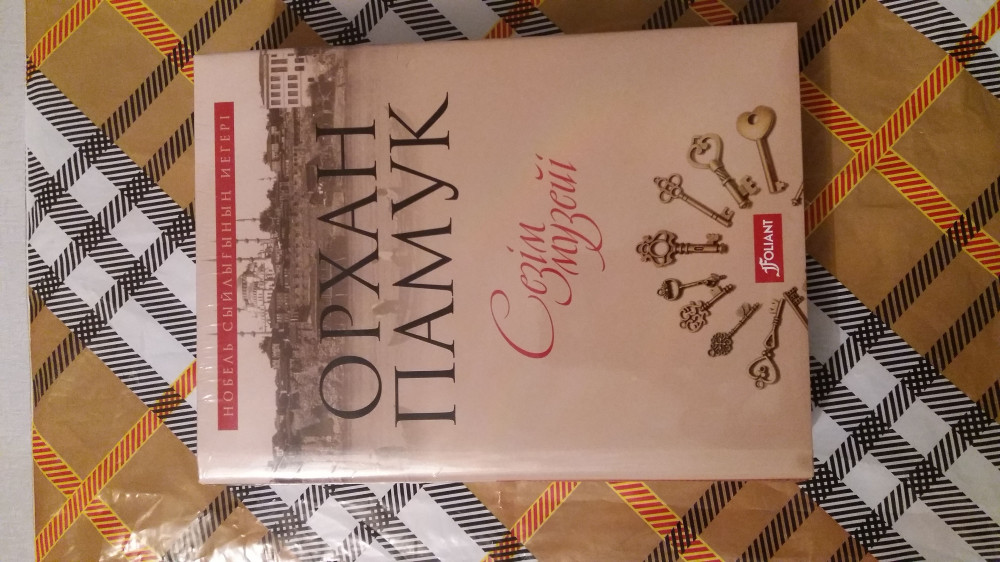 НОБЕЛЬ СЫЙЛЫҒЫНЫҢ ИЕГЕРІ
ОРХАН
ПАМУК
Сезім
музейі
FOLIANT